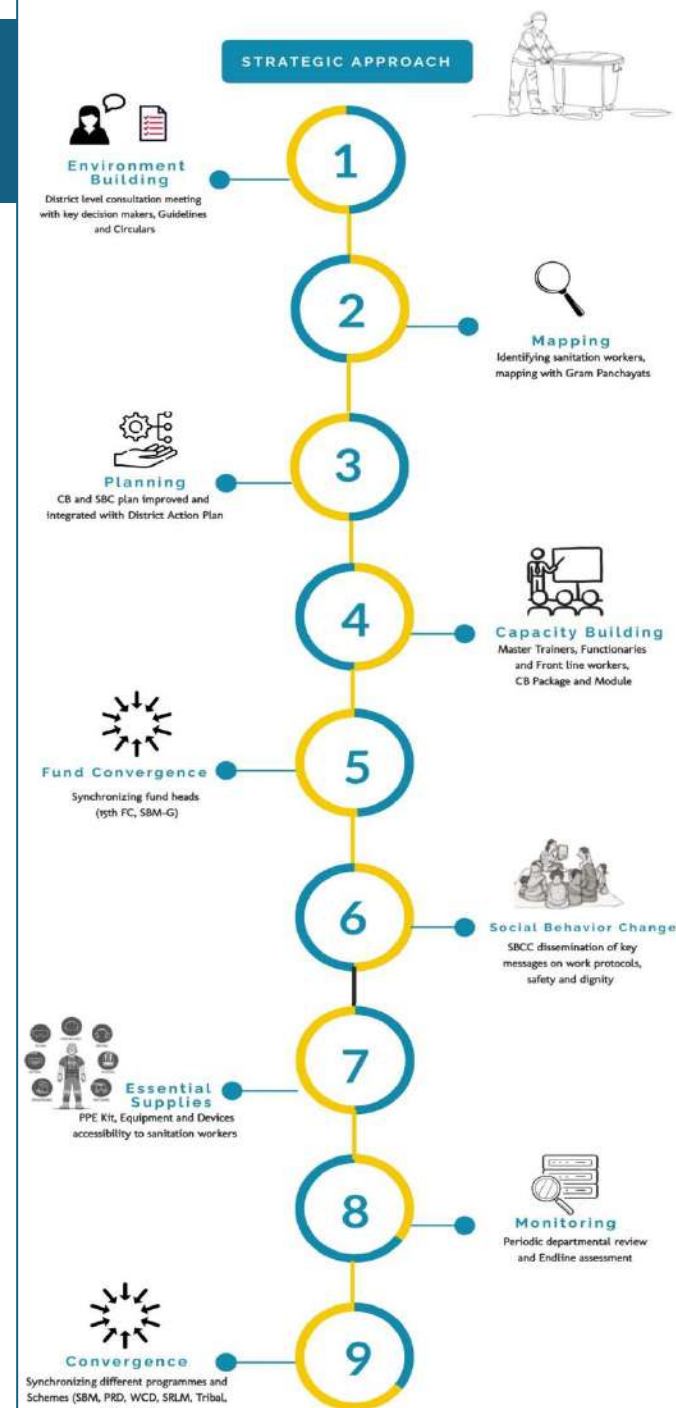 STRATEGIC APPROACH
1
Environment
Building
District level consultation meeting
with key decision makers, Guidelines
and Circulars
2
Mapping
Identifying sanitation workers,
mapping with Gram Panchayats
3
Planning
CB and SBC plan improved and
integrated wiith District Action Plan
4
Capacity Building
Master Trainers, Functionaries
and Front line workers,
CB Package and Module
5
Fund Convergence
Synchronizing fund heads
(15th FC, SBM-G)
6
Social Behavior Change
SBCC dissemination of key
messages on work protocols,
safety and dignity
7
Essential
Supplies
PPE Kit, Equipment and Devices
accessibility to sanitation workers
8
Monitoring
Periodic departmental review
and Endline assessment
9
Convergence
Synchronizing different programmes and
Schemes (SBM, PRD, WCD, SRLM, Tribal,